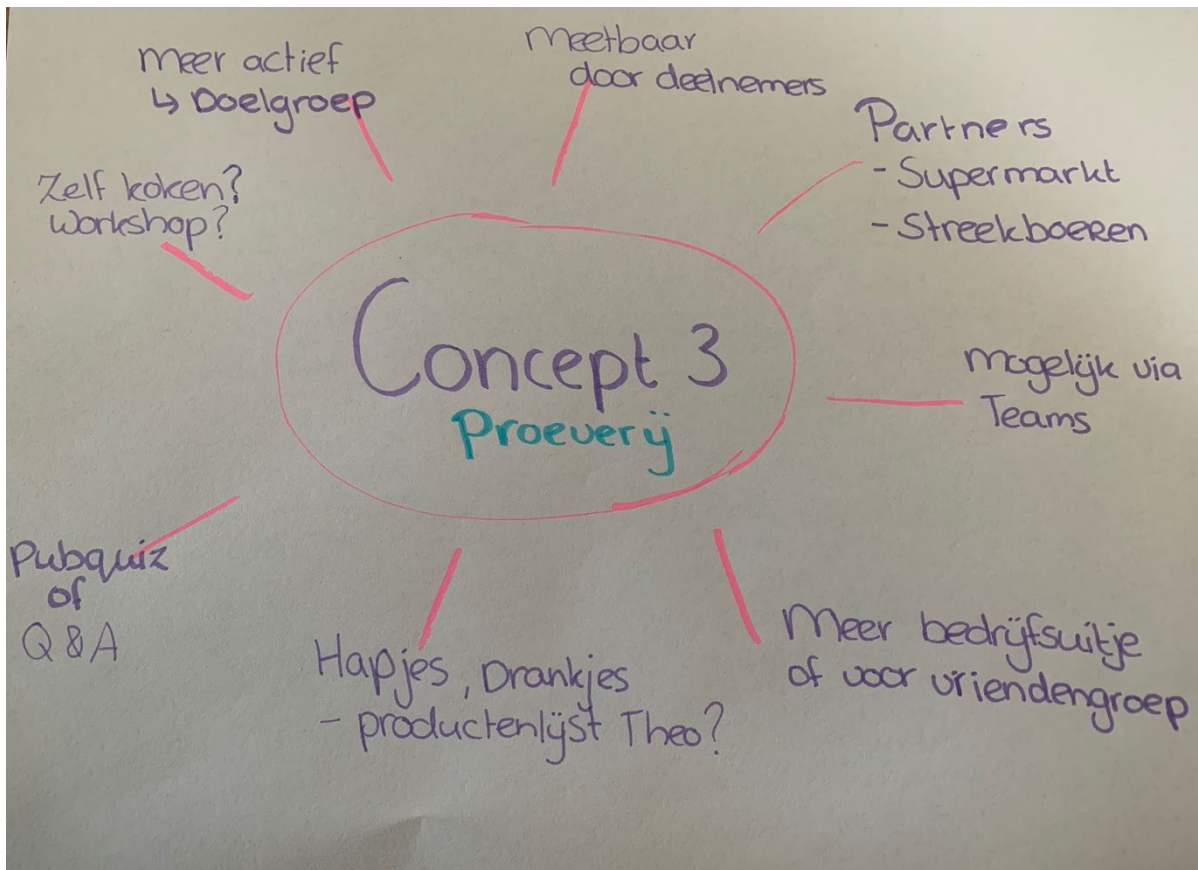 Meer actief
↳ Doelgroep
Meetbaar
door deelnemers
Partners
- Supermarkt
- Streekboeren
Zelf koken?
Workshop?
Concept 3
Proeverij
Mogelijk via
Teams
Pubquiz
of
Q & A
Hapjes, Drankjes
- productenlijst Theo?
Meer bedrijfsuitje
of voor vriendengroep